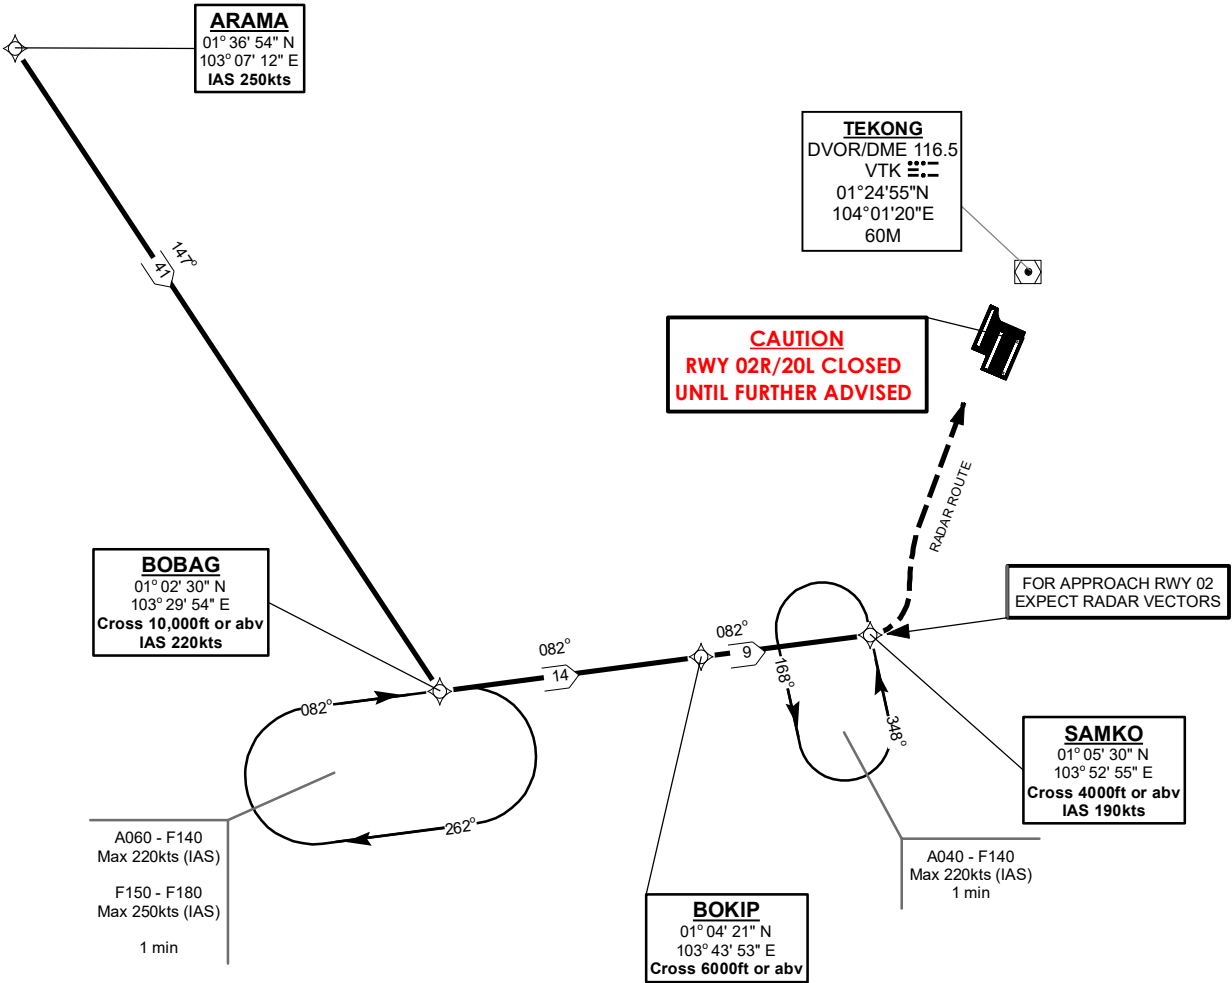 ARAMA
01° 36' 54" N
103° 07' 12" E
IAS 250kts
TEKONG
DVOR/DME 116.5
VTK
01°24'55"N
104°01'20"E
60M
147°
41
CAUTION
RWY 02R/20L CLOSED
UNTIL FURTHER ADVISED
RADAR ROUTE
BOBAG
01° 02' 30" N
103° 29' 54" E
Cross 10,000ft or abv
IAS 220kts
FOR APPROACH RWY 02
EXPECT RADAR VECTORS
082°
14
082°
9
168°
348°
082°
262°
SAMKO
01° 05' 30" N
103° 52' 55" E
Cross 4000ft or abv
IAS 190kts
A060 - F140
Max 220kts (IAS)
F150 - F180
Max 250kts (IAS)
1 min
A040 - F140
Max 220kts (IAS)
1 min
BOKIP
01° 04' 21" N
103° 43' 53" E
Cross 6000ft or abv